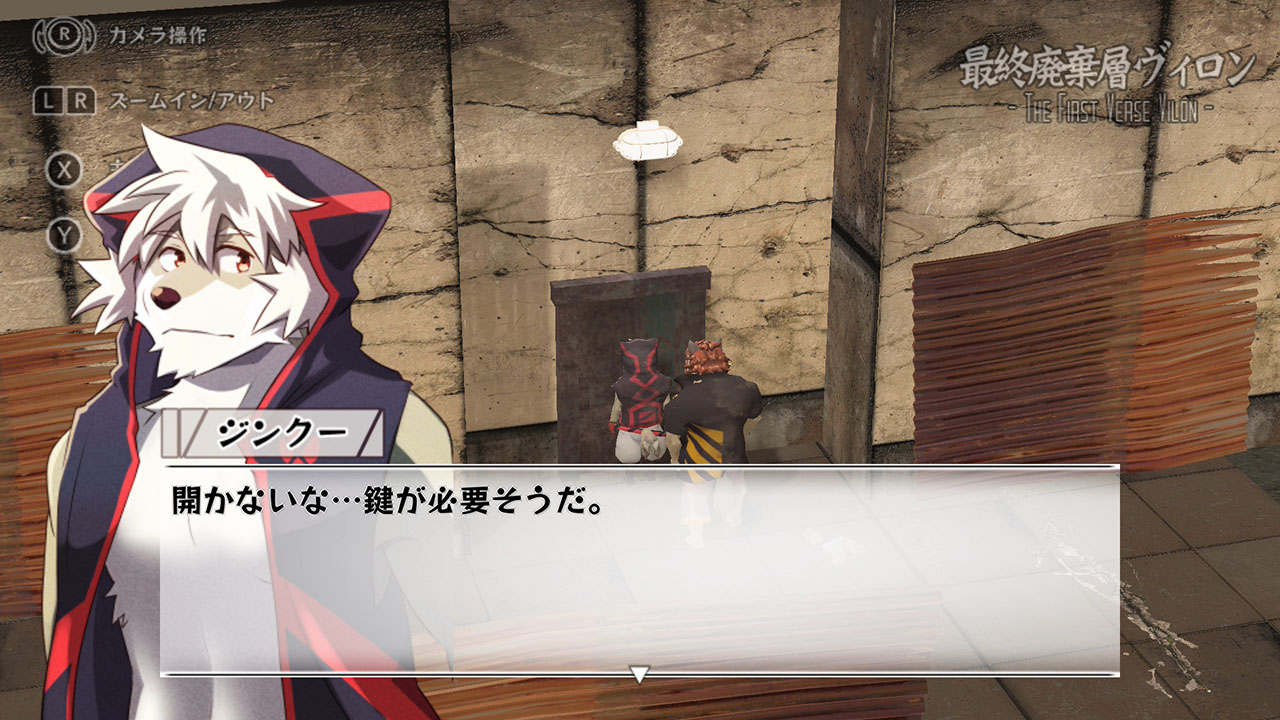 R カメラ操作
最終廃棄層ヴィロン
- THE FIRST VERSE VILON -
L R ズームイン/アウト
X
Y
ジンクー
開かないな…鍵が必要そうだ。